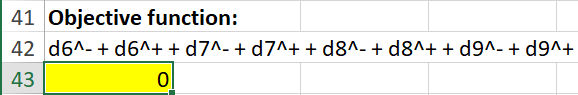 41 Objective function:
42 d6^- + d6^+ + d7^- + d7^+ + d8^- + d8^+ + d9^- + d9^+
43 0